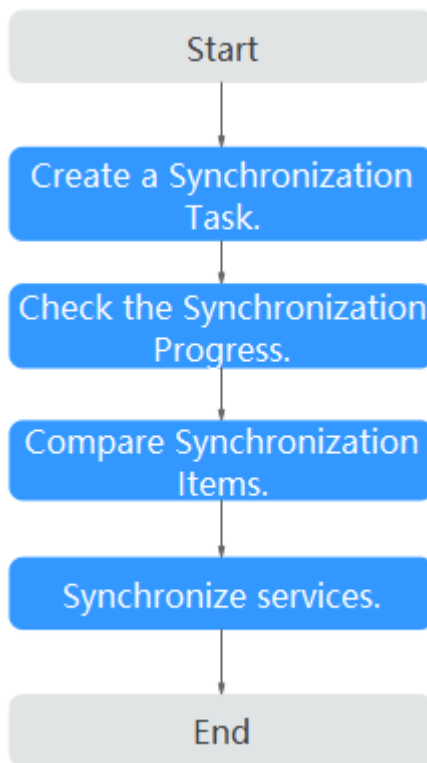 Start
Create a Synchronization
Task.
Check the Synchronization
Progress.
Compare Synchronization
Items.
Synchronize services.
End